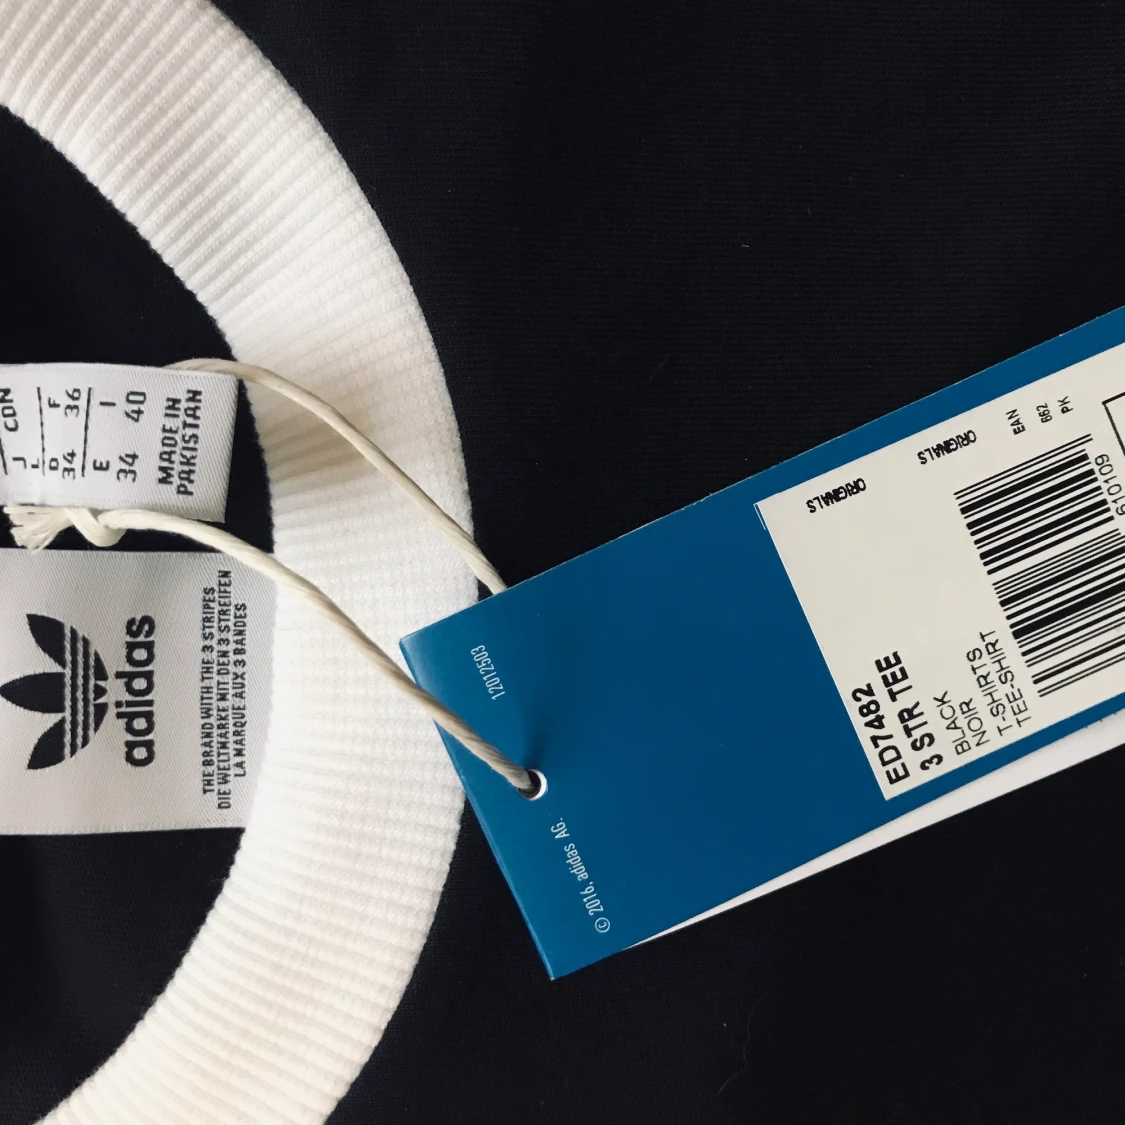 J CDN
L
D F
34 36
E I
34 40
MADE IN
PAKISTAN
adidas
THE BRAND WITH THE 3 STRIPES
DIE WELTMARKE MIT DEN 3 STREIFEN
LA MARQUE AUX 3 BANDES
12012503
© 2016, adidas AG.
ORIGINALS
ORIGINALS
ED7482
3 STR TEE
BLACK
NOIR
T-SHIRTS
TEE-SHIRT
EAN
662
PK
610109